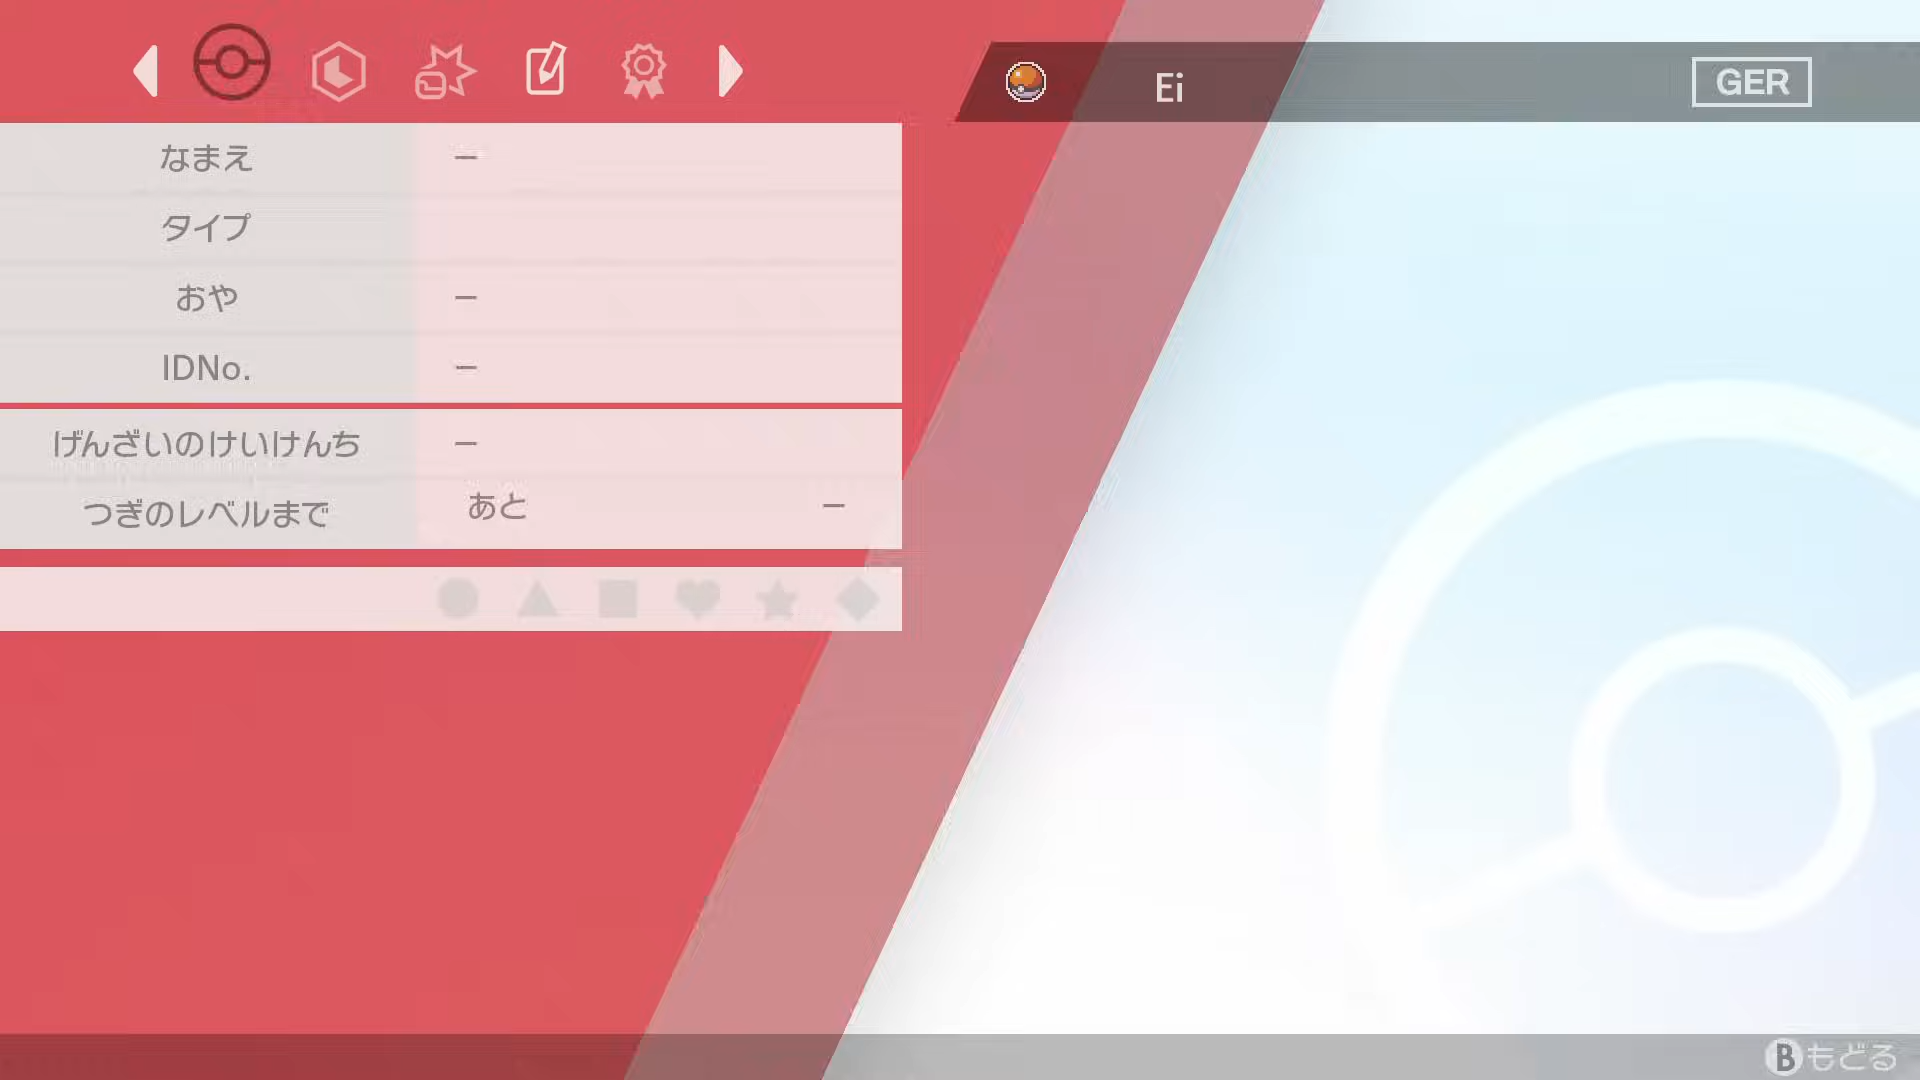 Ei
GER
なまえ ー
タイプ
おや ー
IDNo. ー
げんざいのけいけんち ー
つぎのレベルまで あと ー
Bもどる